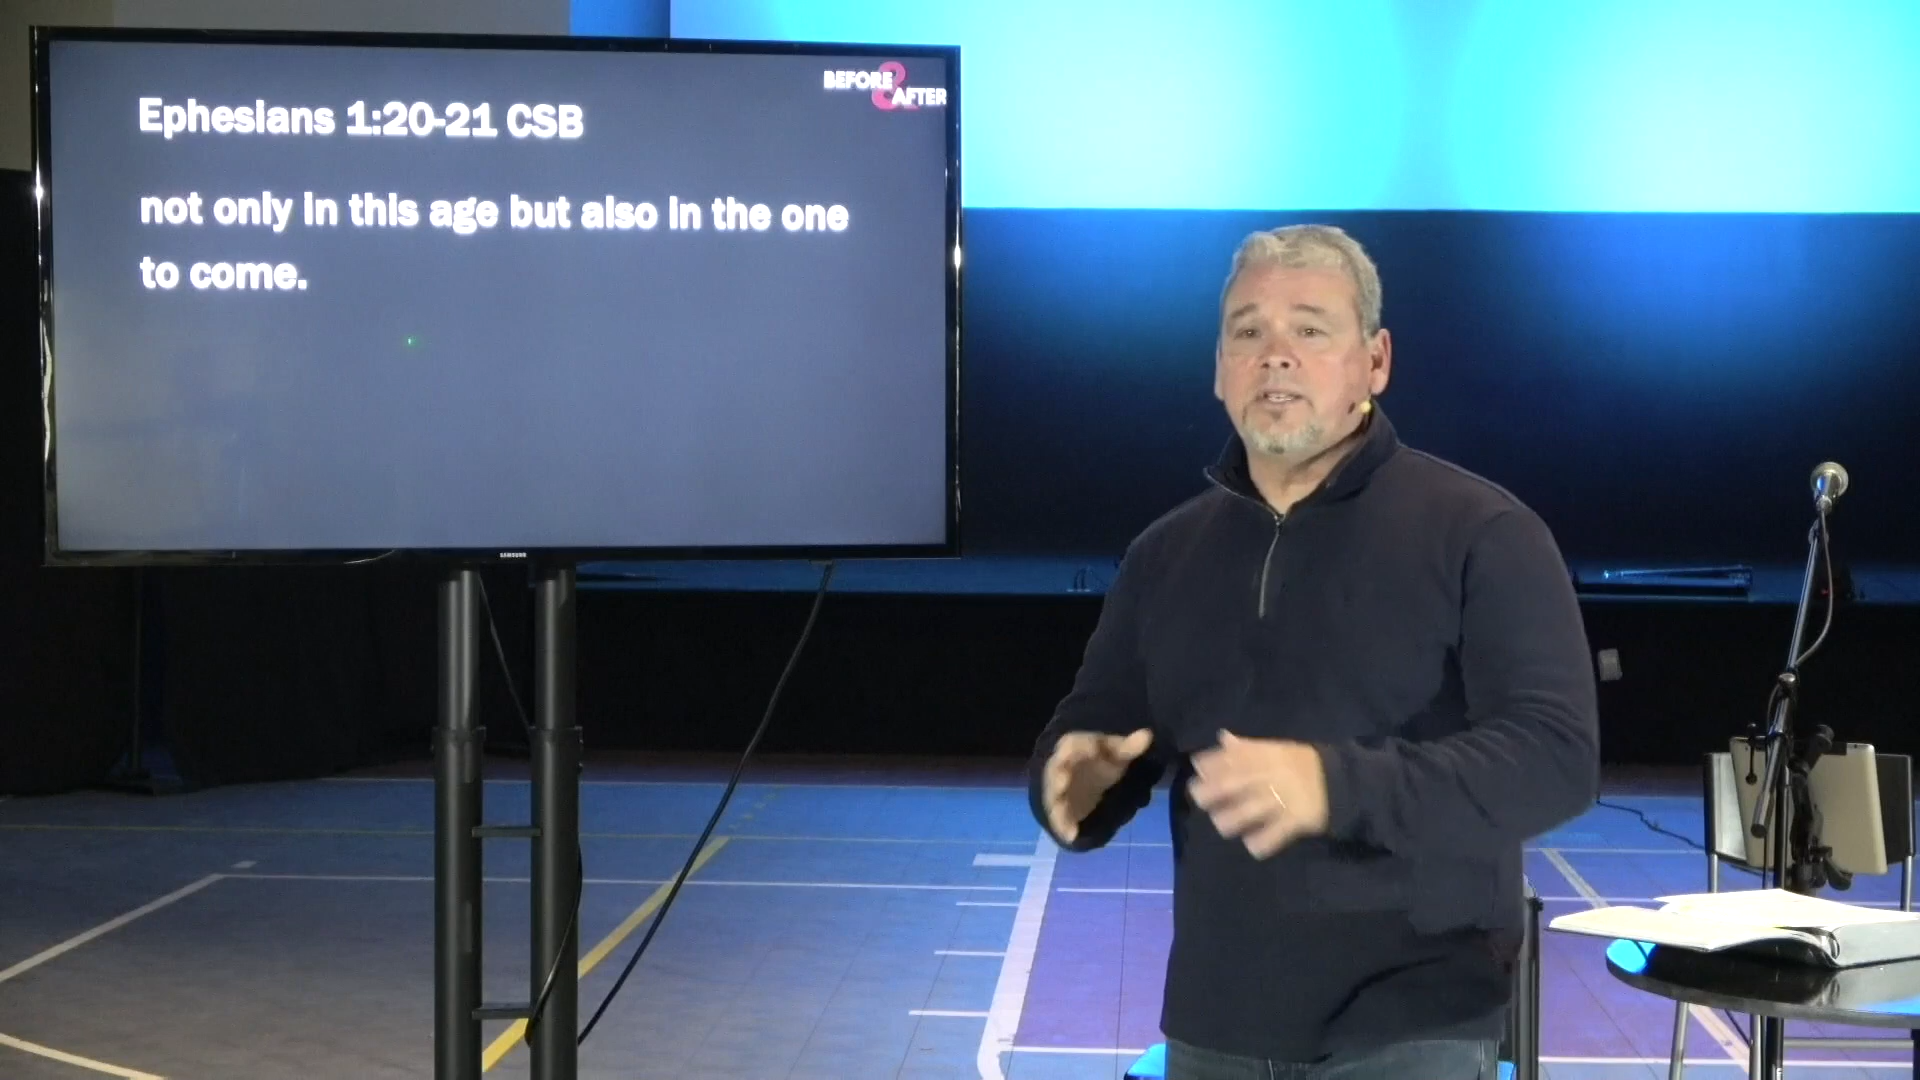 BEFORE
&
AFTER
Ephesians 1:20-21 CSB
not only in this age but also in the one
to come.
SAMSUNG